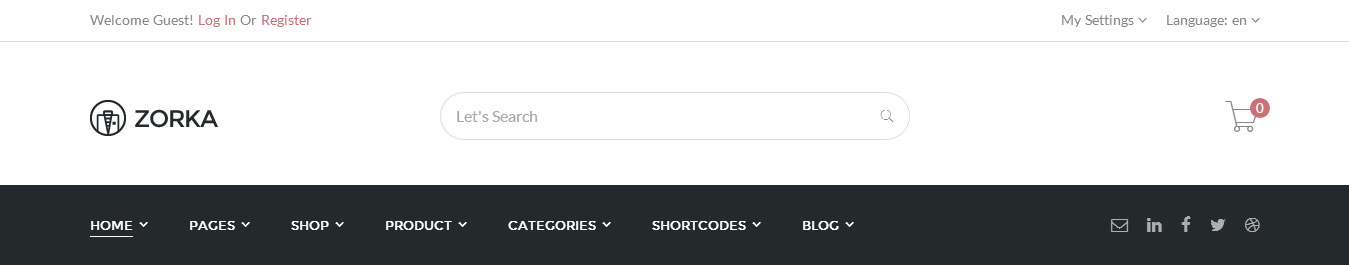 Welcome Guest! Log In Or Register My Settings Language: en
ZORKA Let's Search 0
HOME PAGES SHOP PRODUCT CATEGORIES SHORTCODES BLOG